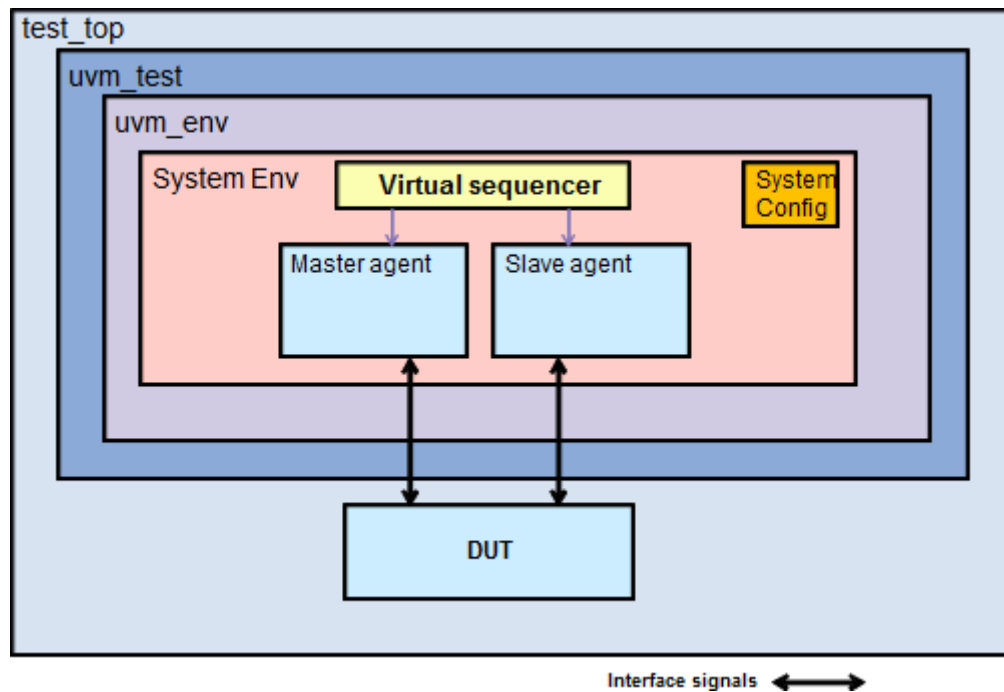 test_top
uvm_test
uvm_env
System Env
Virtual sequencer
System
Config
Master agent
Slave agent
DUT
Interface signals